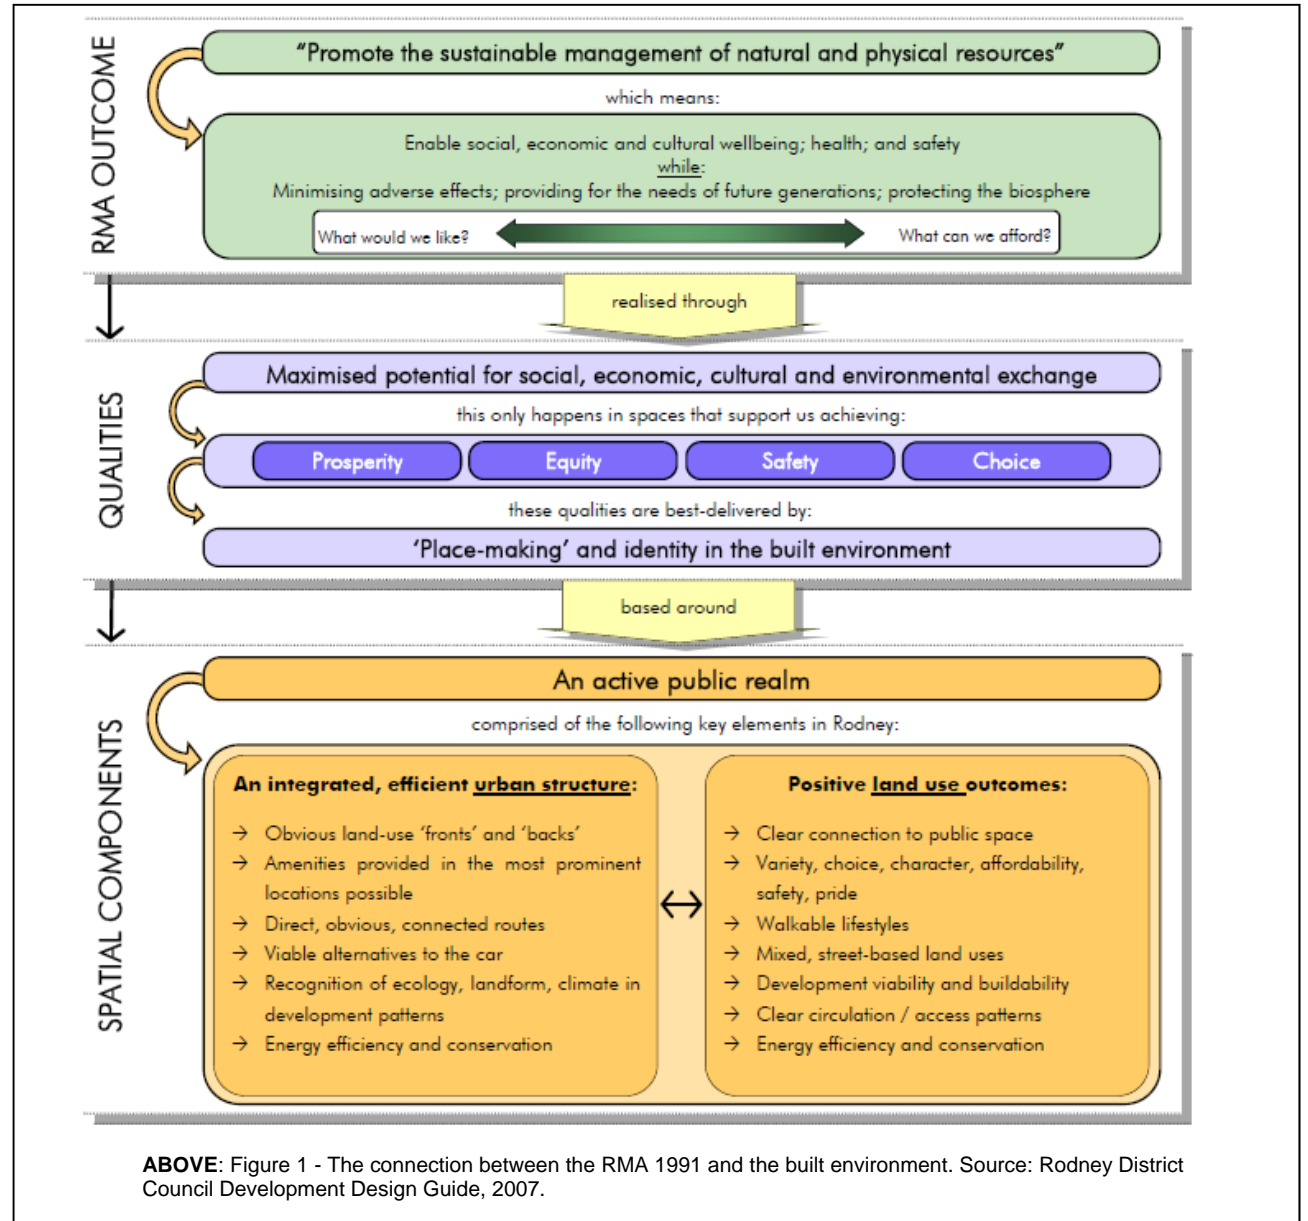 RMA OUTCOME
“Promote the sustainable management of natural and physical resources”
which means:
Enable social, economic and cultural wellbeing; health; and safety
while:
Minimising adverse effects; providing for the needs of future generations; protecting the biosphere
What would we like?
What can we afford?
realised through
QUALITIES
Maximised potential for social, economic, cultural and environmental exchange
this only happens in spaces that support us achieving:
Prosperity
Equity
Safety
Choice
these qualities are best-delivered by:
‘Place-making’ and identity in the built environment
based around
SPATIAL COMPONENTS
An active public realm
comprised of the following key elements in Rodney:
An integrated, efficient urban structure:
→ Obvious land-use ‘fronts’ and ‘backs’
→ Amenities provided in the most prominent
locations possible
→ Direct, obvious, connected routes
→ Viable alternatives to the car
→ Recognition of ecology, landform, climate in
development patterns
→ Energy efficiency and conservation
Positive land use outcomes:
→ Clear connection to public space
→ Variety, choice, character, affordability,
safety, pride
→ Walkable lifestyles
→ Mixed, street-based land uses
→ Development viability and buildability
→ Clear circulation / access patterns
→ Energy efficiency and conservation
ABOVE: Figure 1 - The connection between the RMA 1991 and the built environment. Source: Rodney District
Council Development Design Guide, 2007.